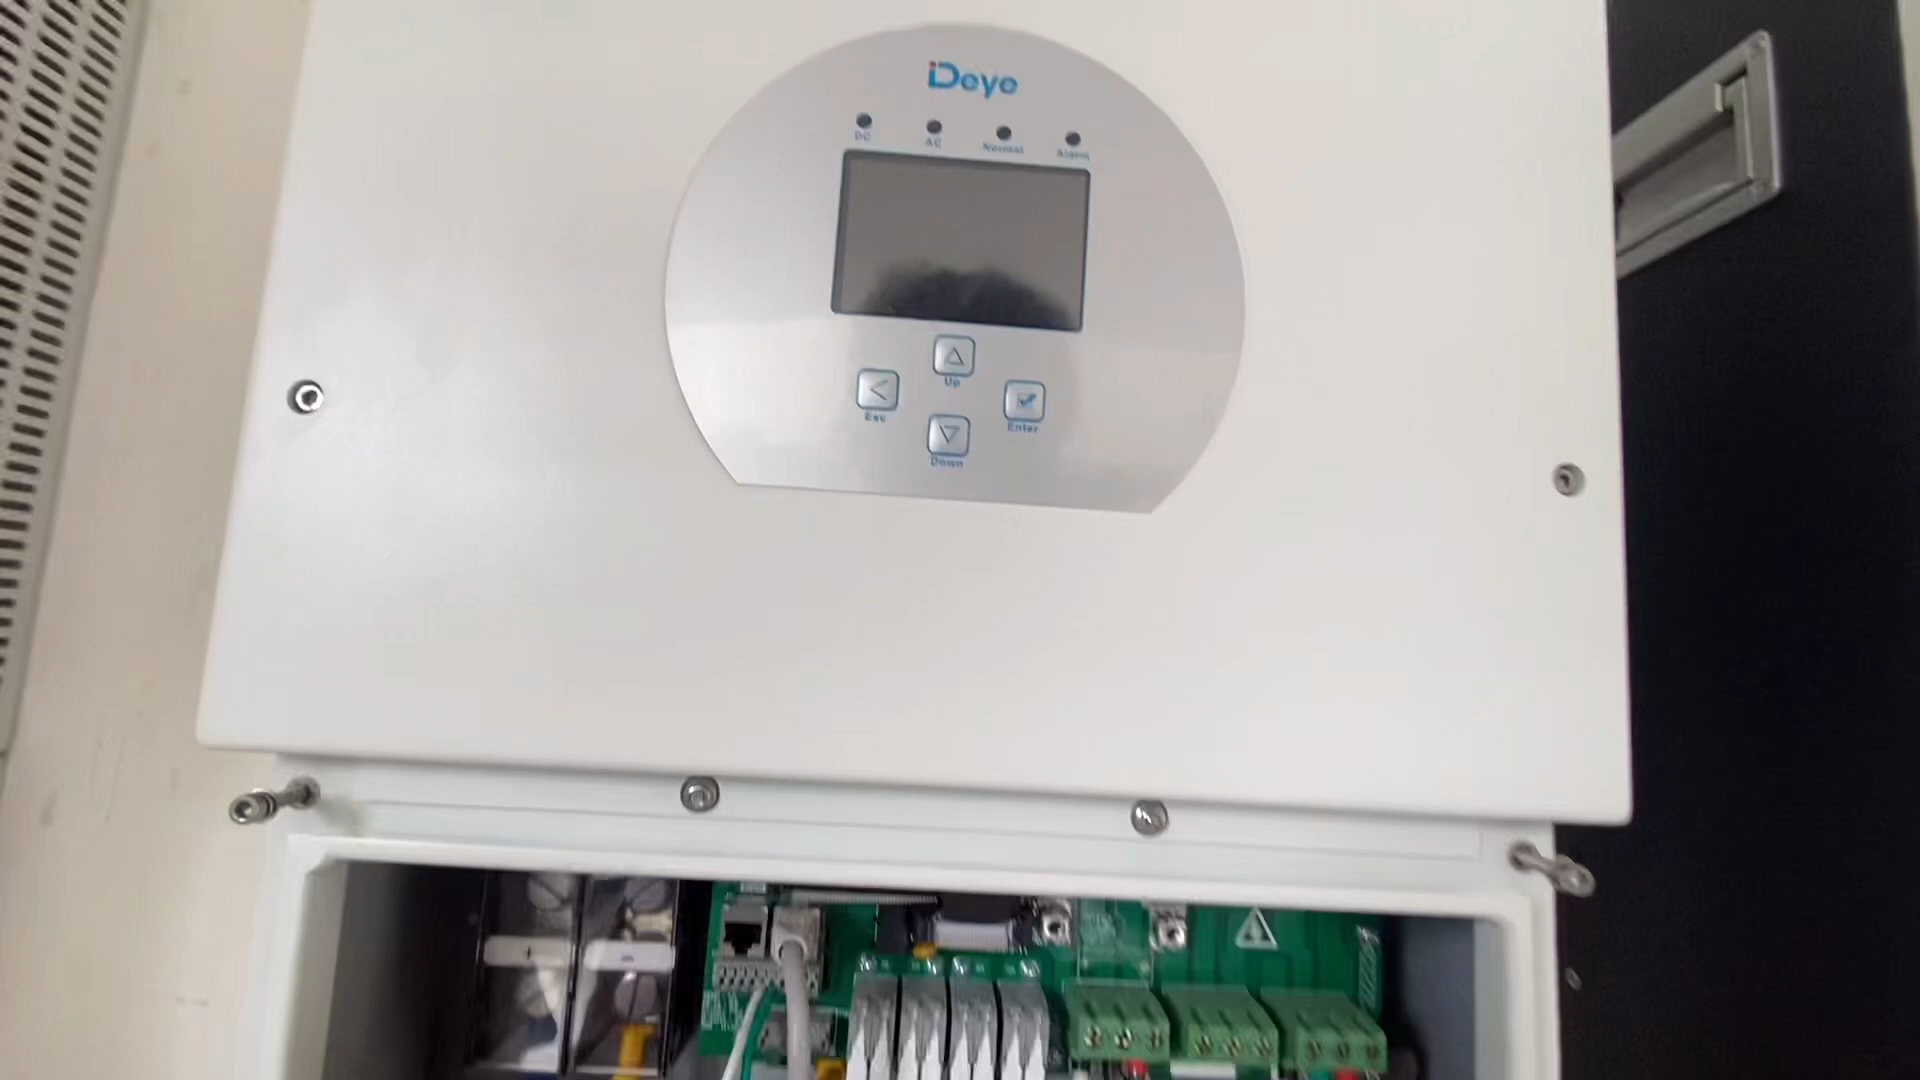 Deye
DC AC Normal Alarm
Up
Esc
Enter
Down